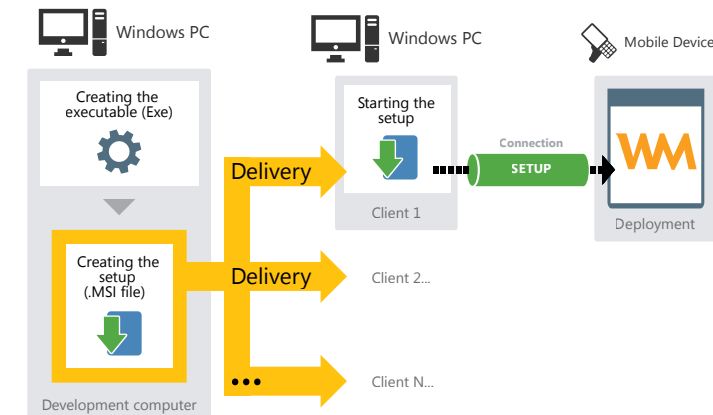 Windows PC
Windows PC
Mobile Device
Creating the
executable (Exe)
Starting the
setup
Connection
SETUP
WM
Delivery
Client 1
Deployment
Creating the
setup
(.MSI file)
Delivery
Client 2...
...
Client N...
Development computer